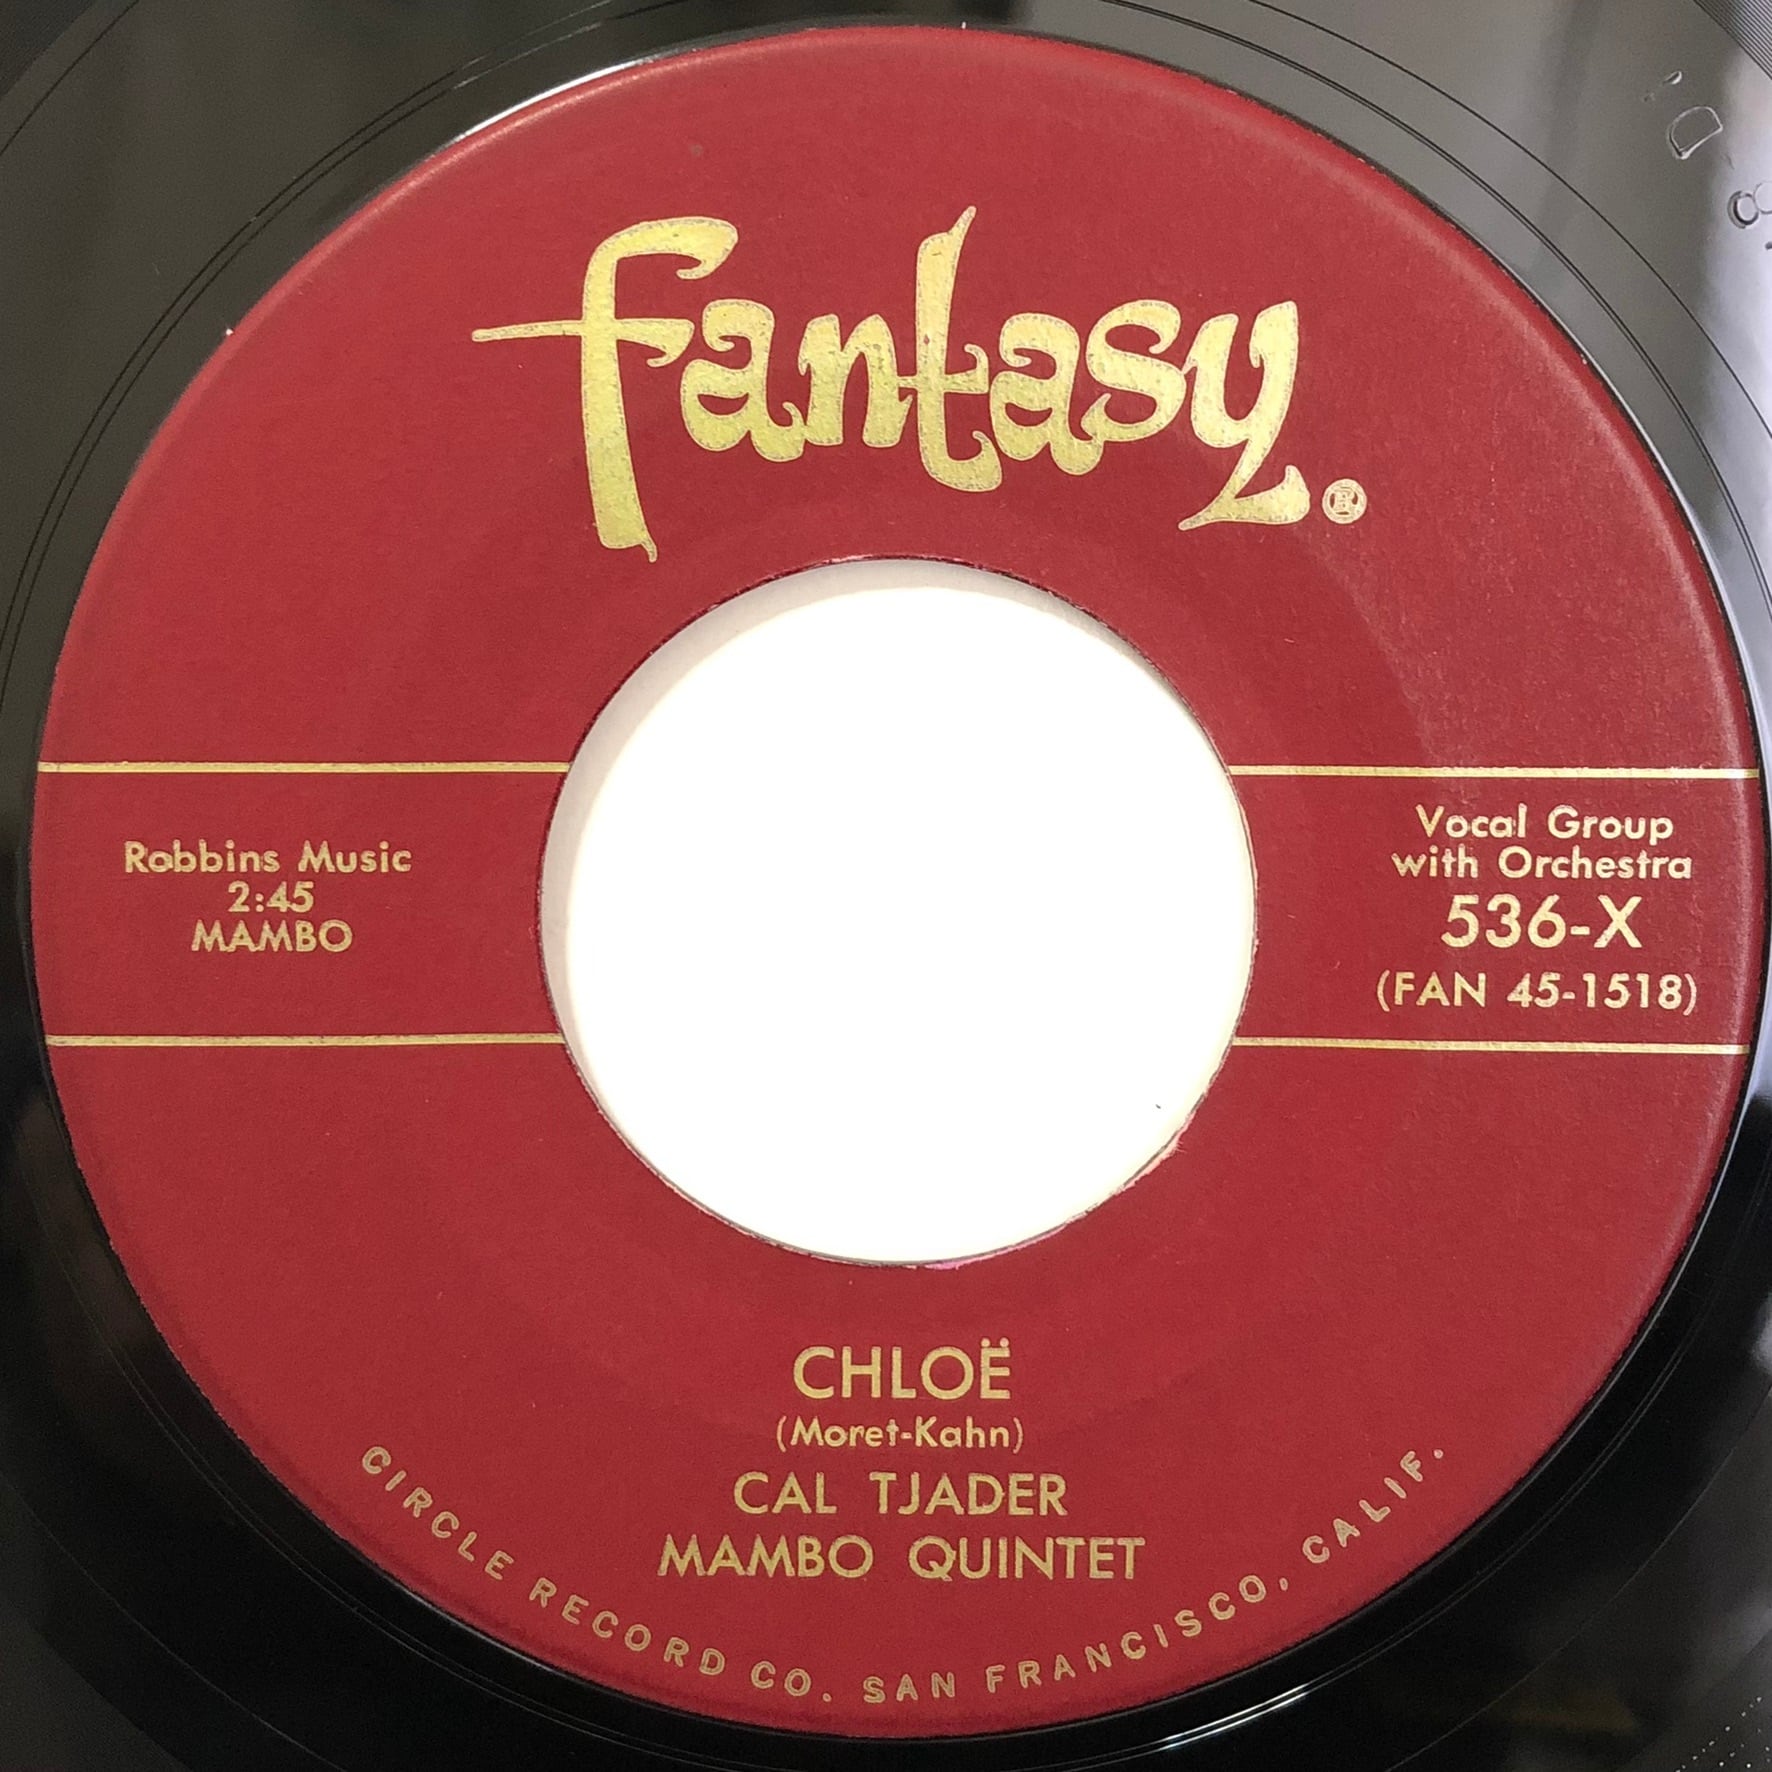 fantasy
®
Robbins Music
2:45
MAMBO
Vocal Group
with Orchestra
536-X
(FAN 45-1518)
CHLOË
(Moret-Kahn)
CAL TJADER
MAMBO QUINTET
CIRCLE RECORD CO. SAN FRANCISCO, CALIF.